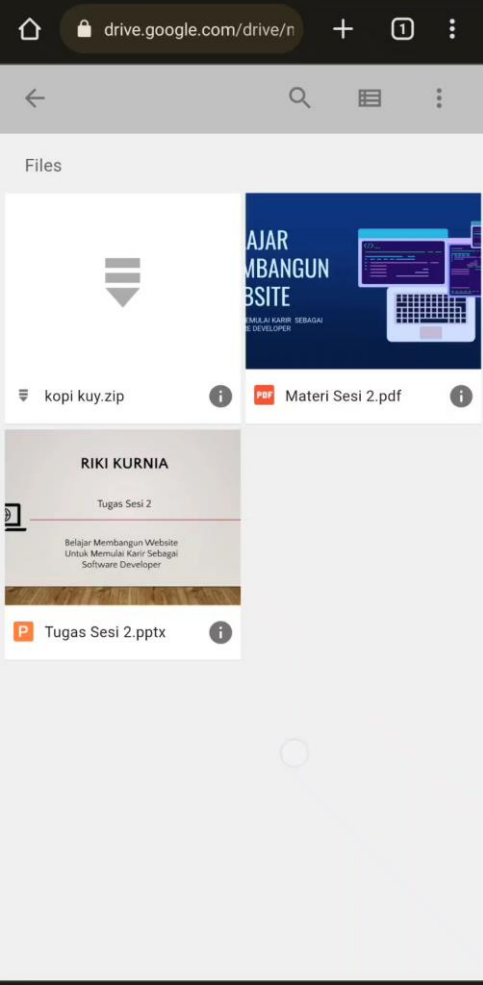 drive.google.com/drive/n
1
Files
kopi kuy.zip
AJAR
MBANGUN
BSITE
EMULAI KARIR SEBAGAI
E DEVELOPER
PDF
Materi Sesi 2.pdf
RIKI KURNIA
Tugas Sesi 2
Belajar Membangun Website
Untuk Memulai Karir Sebagai
Software Developer
P
Tugas Sesi 2.pptx